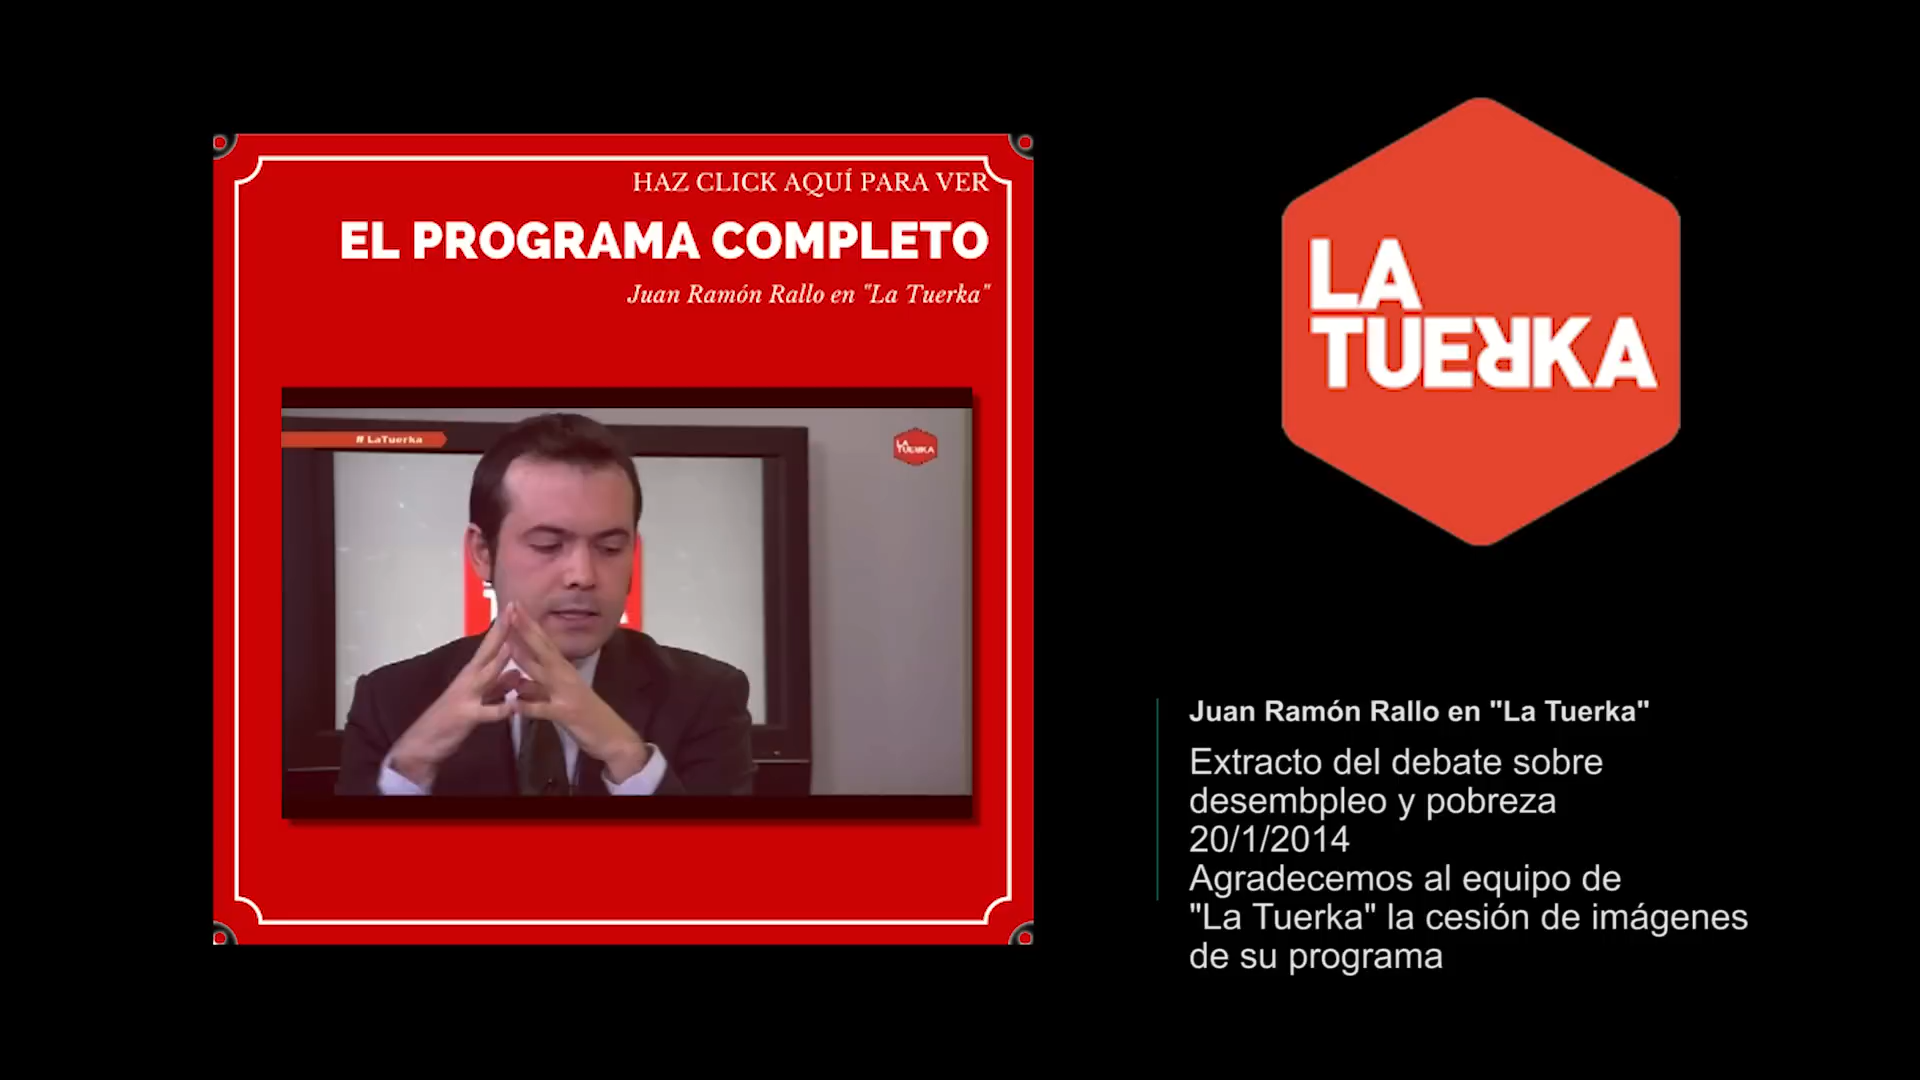 HAZ CLICK AQUÍ PARA VER
EL PROGRAMA COMPLETO
Juan Ramón Rallo en "La Tuerka"
# LaTuerka
LA
TUERKA
LA
TUERKA
Juan Ramón Rallo en "La Tuerka"
Extracto del debate sobre
desembpleo y pobreza
20/1/2014
Agradecemos al equipo de
"La Tuerka" la cesión de imágenes
de su programa